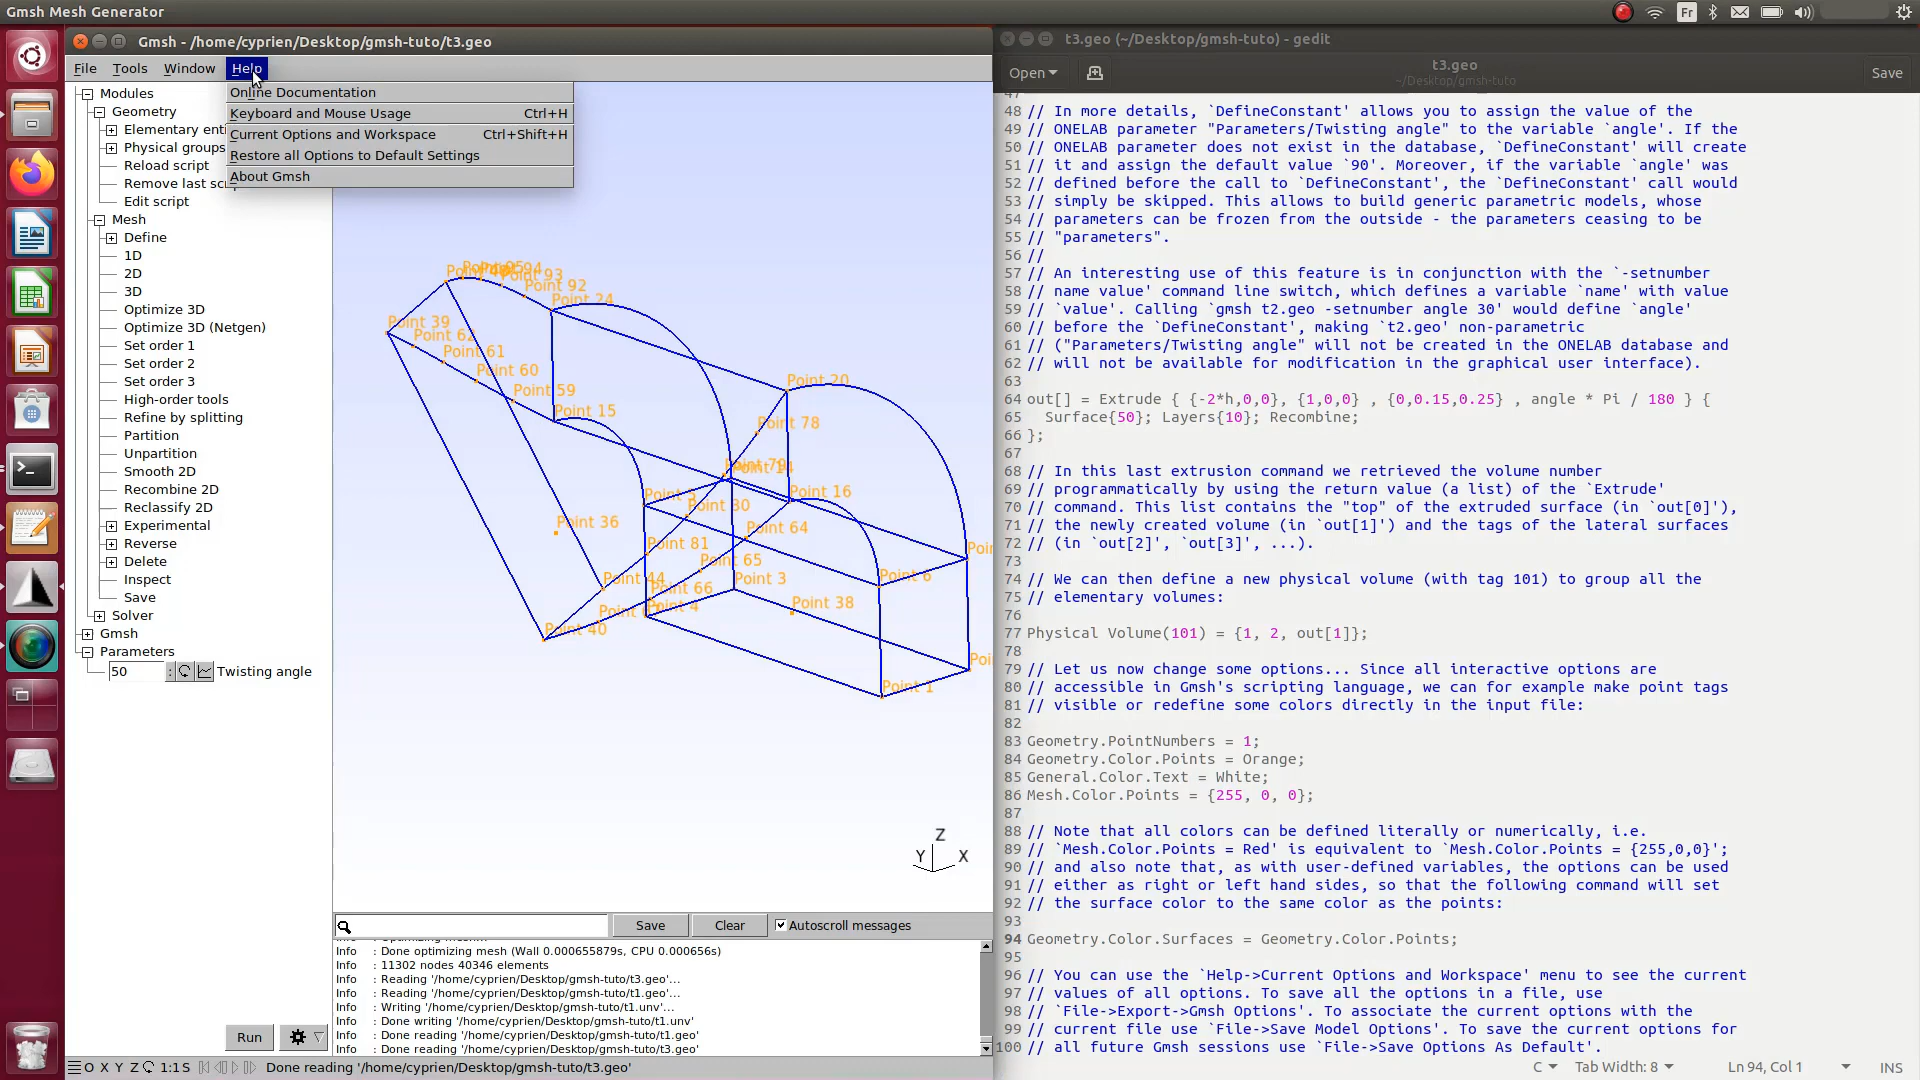 Gmsh Mesh Generator
Fr
Gmsh - /home/cyprien/Desktop/gmsh-tuto/t3.geo
File Tools Window Help
Online Documentation
Keyboard and Mouse Usage Ctrl+H
Current Options and Workspace Ctrl+Shift+H
Restore all Options to Default Settings
About Gmsh
Modules
Geometry
Elementary enti
Physical groups
Reload script
Remove last scri
Edit script
Mesh
Define
1D
2D
3D
Optimize 3D
Optimize 3D (Netgen)
Set order 1
Set order 2
Set order 3
High-order tools
Refine by splitting
Partition
Unpartition
Smooth 2D
Recombine 2D
Reclassify 2D
Experimental
Reverse
Delete
Inspect
Save
Solver
Gmsh
Parameters
50 : Twisting angle
Run
Point 93
Point 92
Point 24
Point 39
Point 62
Point 61
Point 60
Point 59
Point 15
Point 20
Point 78
Point 16
Point 5
Point 30
Point 36
Point 64
Point 81
Point 65
Point 44
Point 3
Point 6
Point 66
Point 4
Point 38
Point 40
Point 1
Z
Y X
Save Clear Autoscroll messages
Info : Optimizing mesh...
Info : Done optimizing mesh (Wall 0.000655879s, CPU 0.000656s)
Info : 11302 nodes 40346 elements
Info : Reading '/home/cyprien/Desktop/gmsh-tuto/t3.geo'...
Info : Reading '/home/cyprien/Desktop/gmsh-tuto/t1.geo'...
Info : Writing '/home/cyprien/Desktop/gmsh-tuto/t1.unv'...
Info : Done writing '/home/cyprien/Desktop/gmsh-tuto/t1.unv'
Info : Done reading '/home/cyprien/Desktop/gmsh-tuto/t1.geo'
Info : Done reading '/home/cyprien/Desktop/gmsh-tuto/t3.geo'
O X Y Z 1:1 S Done reading '/home/cyprien/Desktop/gmsh-tuto/t3.geo'
t3.geo (~/Desktop/gmsh-tuto) - gedit
Open t3.geo Save
~/Desktop/gmsh-tuto
47
48 // In more details, `DefineConstant' allows you to assign the value of the
49 // ONELAB parameter "Parameters/Twisting angle" to the variable `angle'. If the
50 // ONELAB parameter does not exist in the database, `DefineConstant' will create
51 // it and assign the default value `90'. Moreover, if the variable `angle' was
52 // defined before the call to `DefineConstant', the `DefineConstant' call would
53 // simply be skipped. This allows to build generic parametric models, whose
54 // parameters can be frozen from the outside - the parameters ceasing to be
55 // "parameters".
56 //
57 // An interesting use of this feature is in conjunction with the `-setnumber
58 // name value' command line switch, which defines a variable `name' with value
59 // `value'. Calling `gmsh t2.geo -setnumber angle 30' would define `angle'
60 // before the `DefineConstant', making `t2.geo' non-parametric
61 // ("Parameters/Twisting angle" will not be created in the ONELAB database and
62 // will not be available for modification in the graphical user interface).
63
64 out[] = Extrude { {-2*h,0,0}, {1,0,0} , {0,0.15,0.25} , angle * Pi / 180 } {
65 Surface{50}; Layers{10}; Recombine;
66 };
67
68 // In this last extrusion command we retrieved the volume number
69 // programmatically by using the return value (a list) of the `Extrude'
70 // command. This list contains the "top" of the extruded surface (in `out[0]'),
71 // the newly created volume (in `out[1]') and the tags of the lateral surfaces
72 // (in `out[2]', `out[3]', ...).
73
74 // We can then define a new physical volume (with tag 101) to group all the
75 // elementary volumes:
76
77 Physical Volume(101) = {1, 2, out[1]};
78
79 // Let us now change some options... Since all interactive options are
80 // accessible in Gmsh's scripting language, we can for example make point tags
81 // visible or redefine some colors directly in the input file:
82
83 Geometry.PointNumbers = 1;
84 Geometry.Color.Points = Orange;
85 General.Color.Text = White;
86 Mesh.Color.Points = {255, 0, 0};
87
88 // Note that all colors can be defined literally or numerically, i.e.
89 // `Mesh.Color.Points = Red' is equivalent to `Mesh.Color.Points = {255,0,0}';
90 // and also note that, as with user-defined variables, the options can be used
91 // either as right or left hand sides, so that the following command will set
92 // the surface color to the same color as the points:
93
94 Geometry.Color.Surfaces = Geometry.Color.Points;
95
96 // You can use the `Help->Current Options and Workspace' menu to see the current
97 // values of all options. To save all the options in a file, use
98 // `File->Export->Gmsh Options'. To associate the current options with the
99 // current file use `File->Save Model Options'. To save the current options for
100 // all future Gmsh sessions use `File->Save Options As Default'.
C Tab Width: 8 Ln 94, Col 1 INS